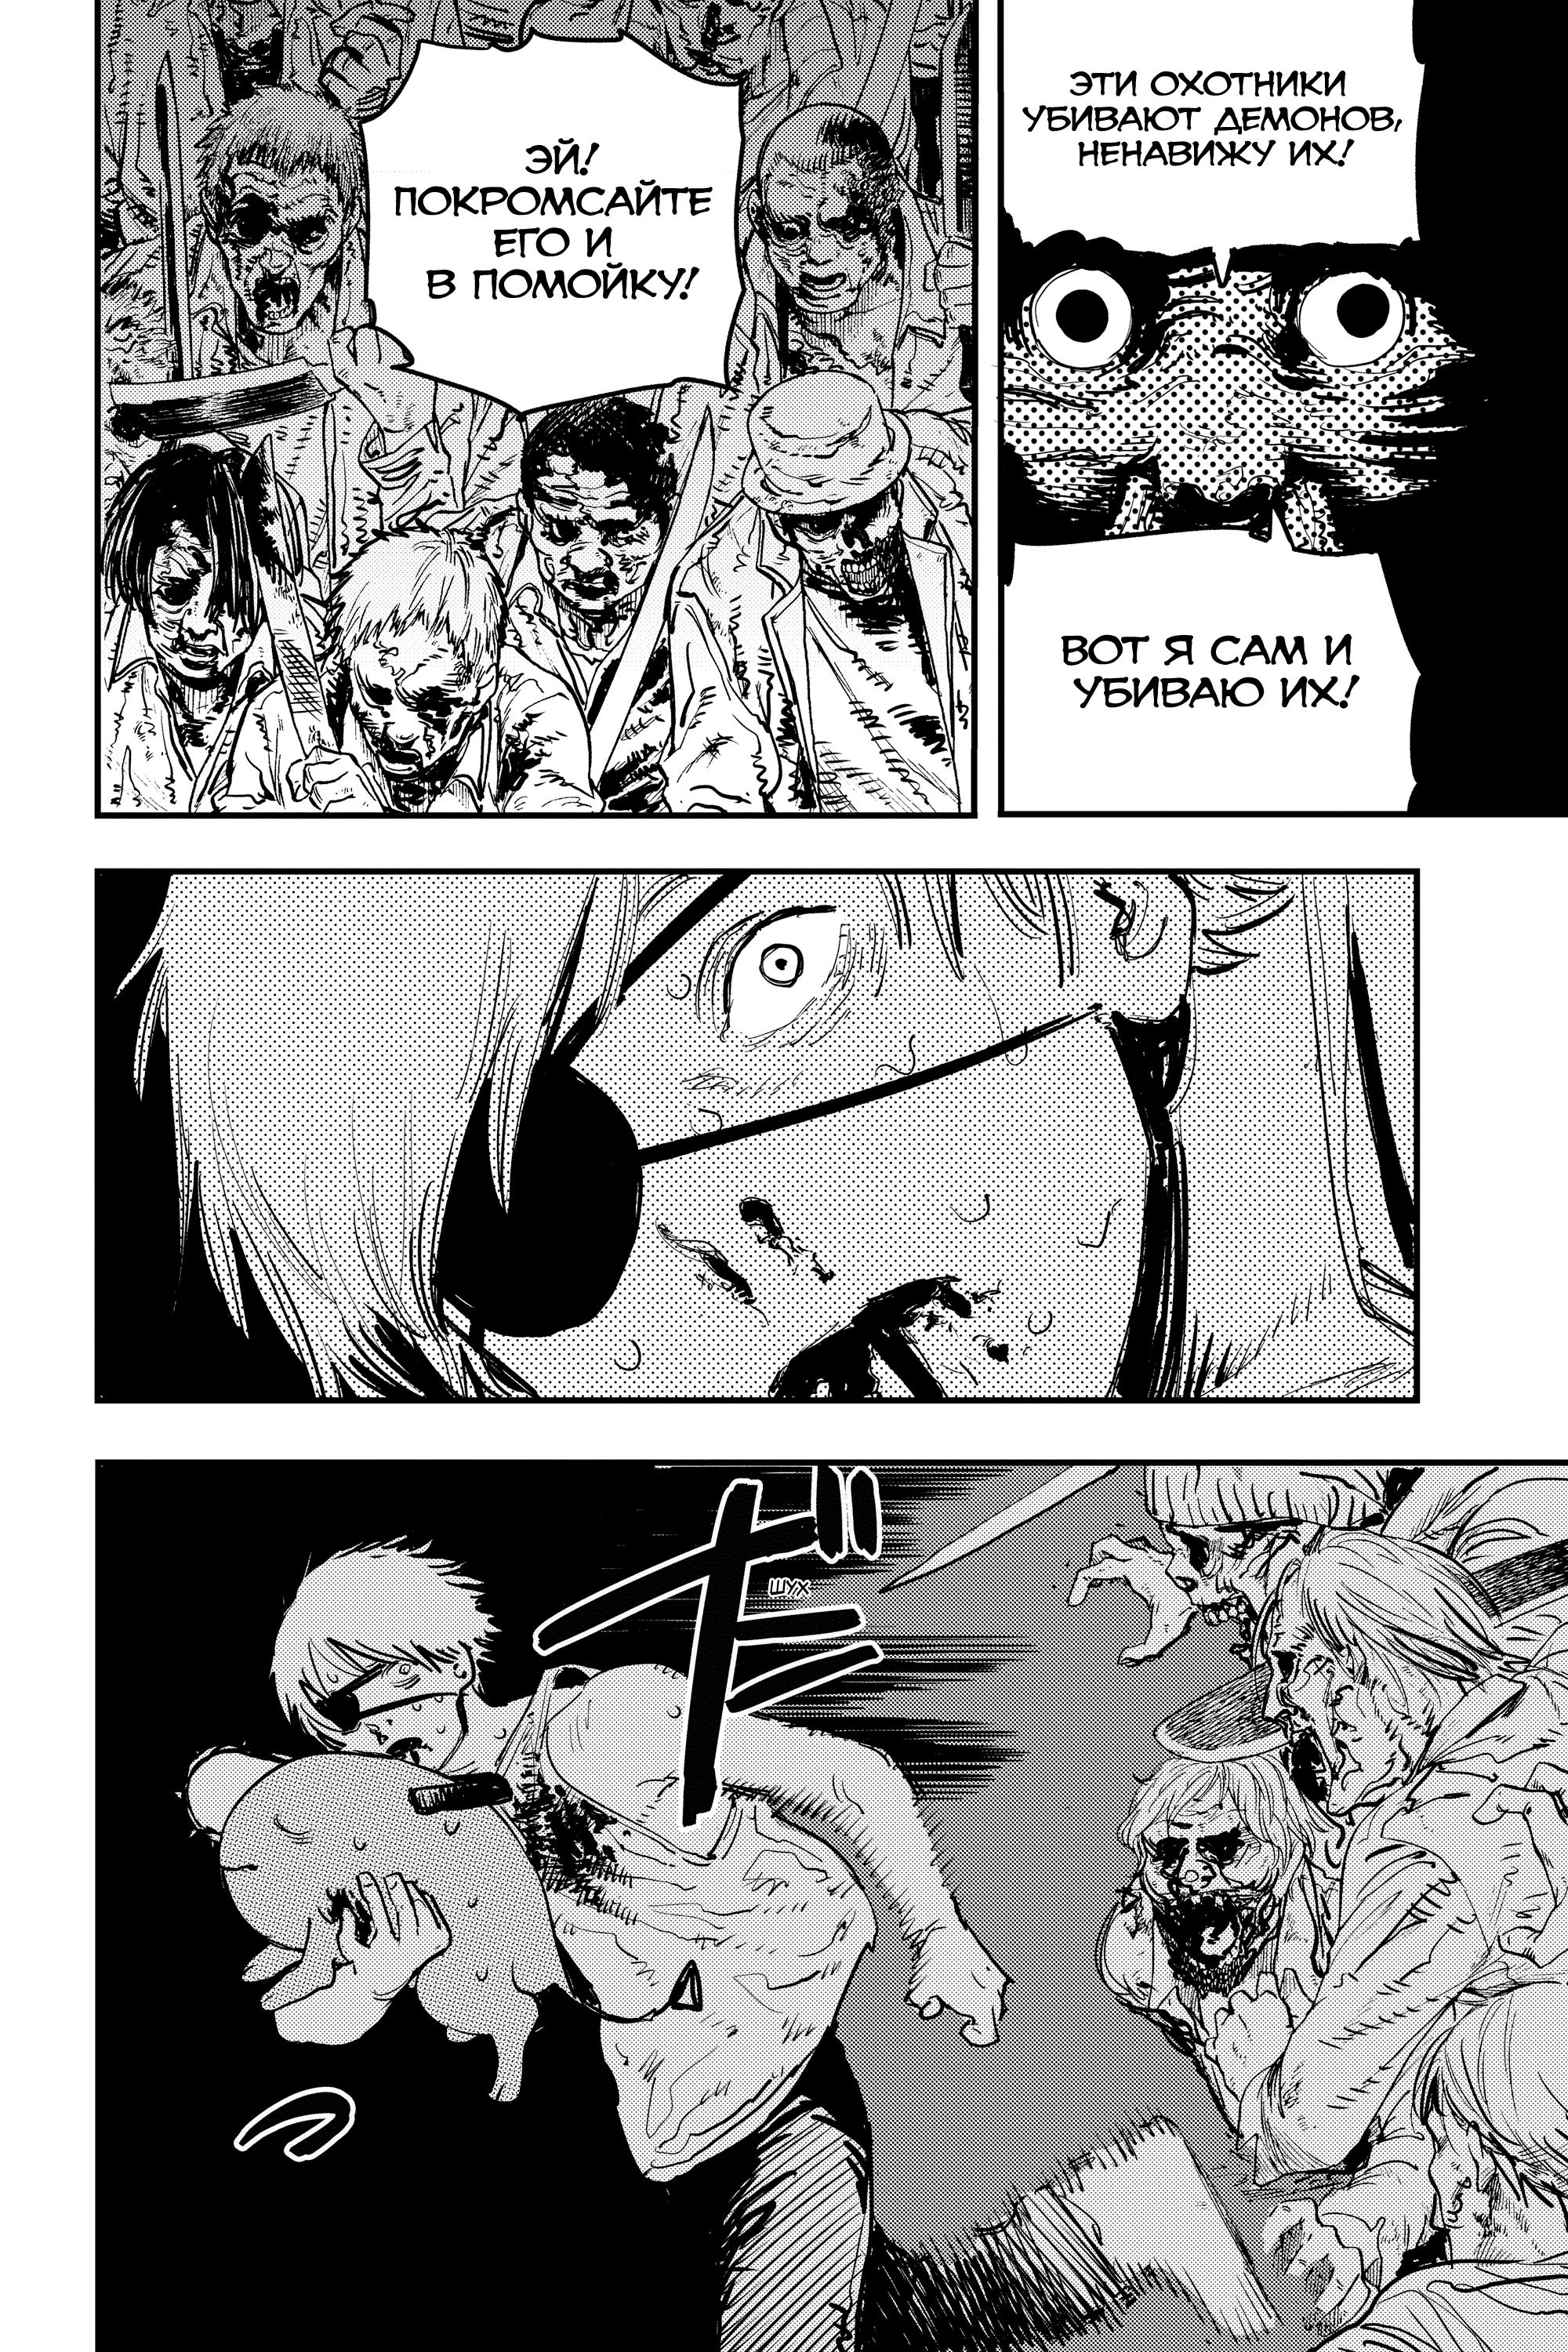 ЭТИ ОХОТНИКИ
УБИВАЮТ ДЕМОНОВ,
НЕНАВИЖУ ИХ!
ВОТ Я САМ И
УБИВАЮ ИХ!
ЭЙ!
ПОКРОМСАЙТЕ
ЕГО И
В ПОМОЙКУ!
ШУХ